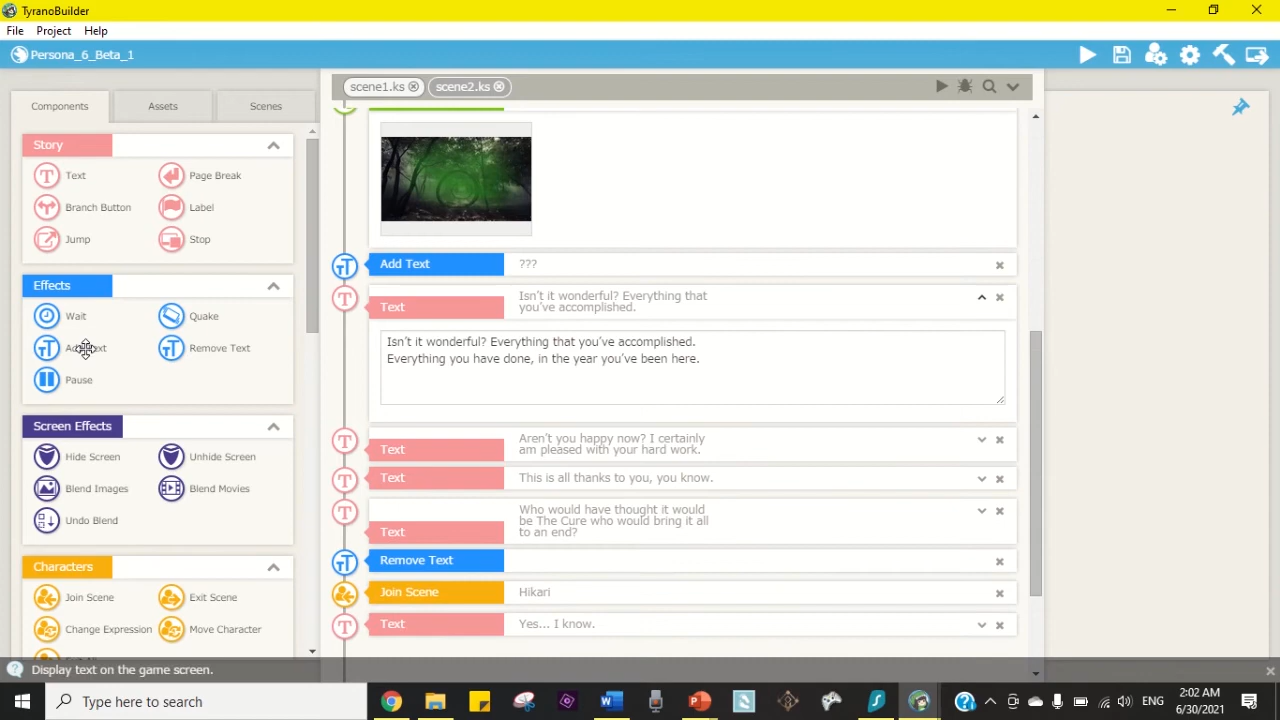 TyranoBuilder
File Project Help
Persona_6_Beta_1
Components Assets Scenes
scene1.ks scene2.ks
Story
Text Page Break
Branch Button Label
Jump Stop
Effects
Wait Quake
Remove Text
Pause
Screen Effects
Hide Screen Unhide Screen
Blend Images Blend Movies
Undo Blend
Characters
Join Scene Exit Scene
Change Expression Move Character
Add Text ???
Text Isn't it wonderful? Everything that
you've accomplished.
Isn't it wonderful? Everything that you've accomplished.
Everything you have done, in the year you've been here.
Text Aren't you happy now? I certainly
am pleased with your hard work.
Text This is all thanks to you, you know.
Who would have thought it would
be The Cure who would bring it all
Text to an end?
Remove Text
Join Scene Hikari
Text Yes... I know.
Display text on the game screen.
Type here to search
ENG
2:02 AM
6/30/2021